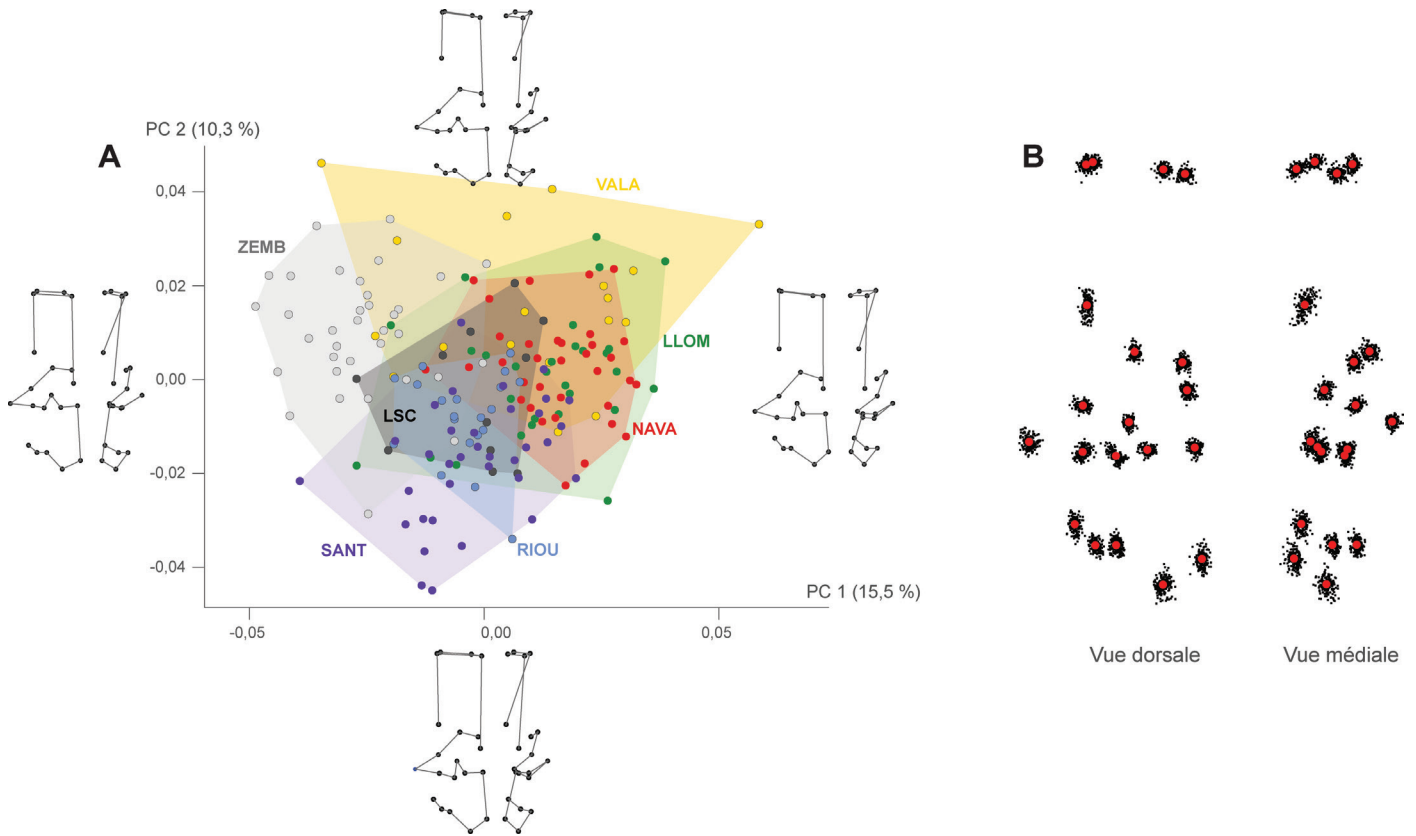 A
B
PC 2 (10,3 %)
0,04
0,02
0,00
-0,02
-0,04
VALA
ZEMB
LLOM
LSC
NAVA
SANT
RIOU
PC 1 (15,5 %)
-0,05
0,00
0,05
Vue dorsale
Vue médiale